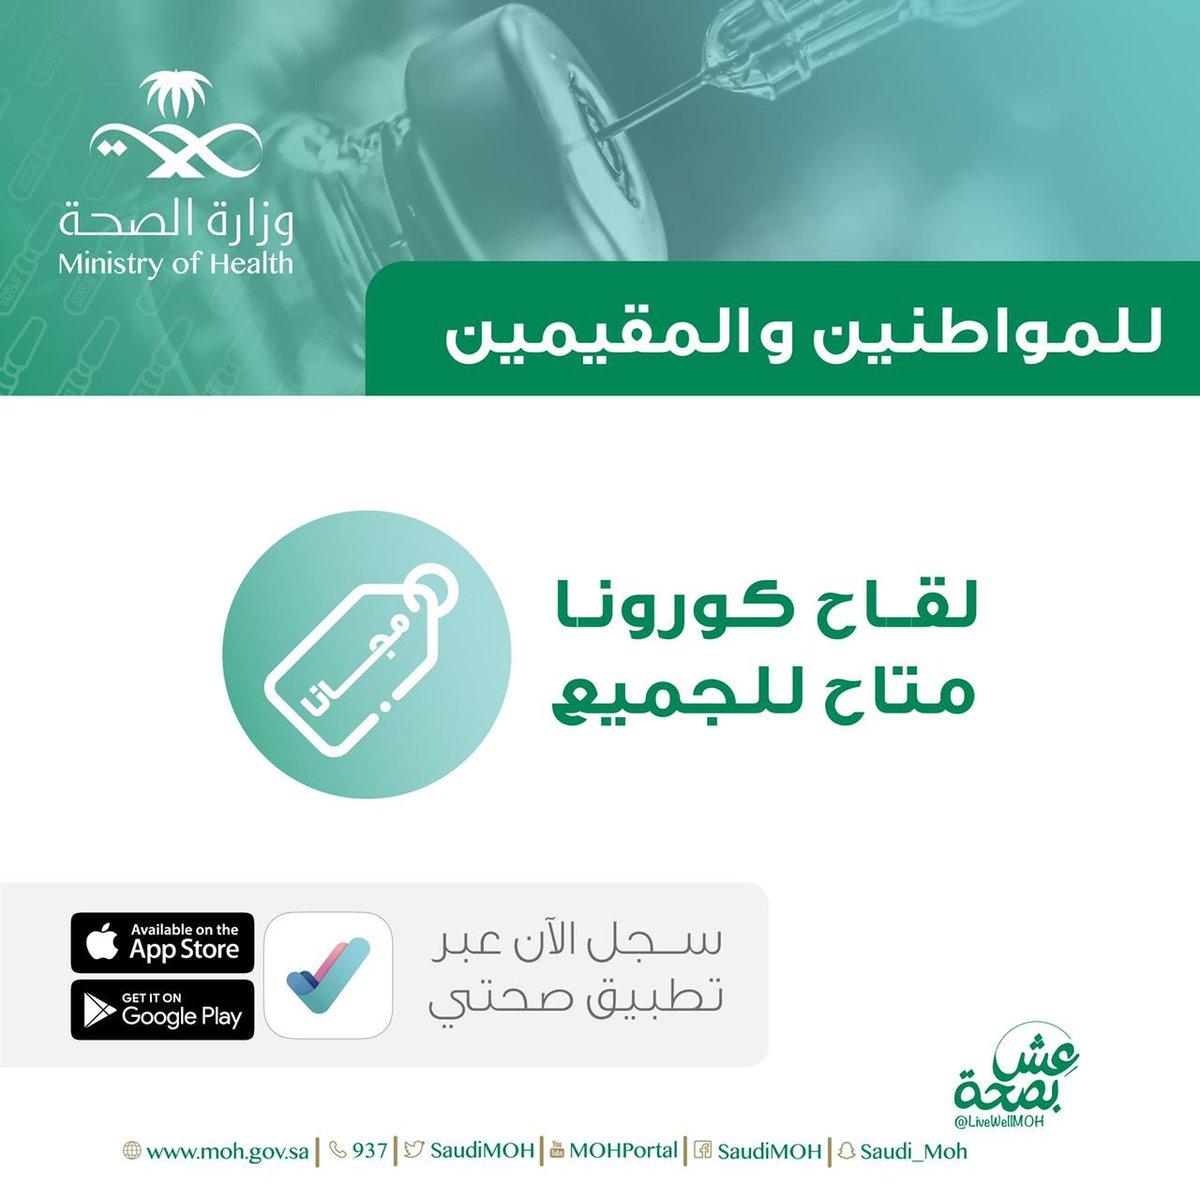 وزارة الصحة
Ministry of Health
للمواطنين والمقيمين
لقاح كورونا
متاح للجميع
مجانا
سجل الآن عبر
تطبيق صحتي
Available on the
App Store
GET IT ON
Google Play
عش
بصحة
@LiveWellMOH
www.moh.gov.sa | 937 | SaudiMOH | MOHPortal | SaudiMOH | Saudi_Moh